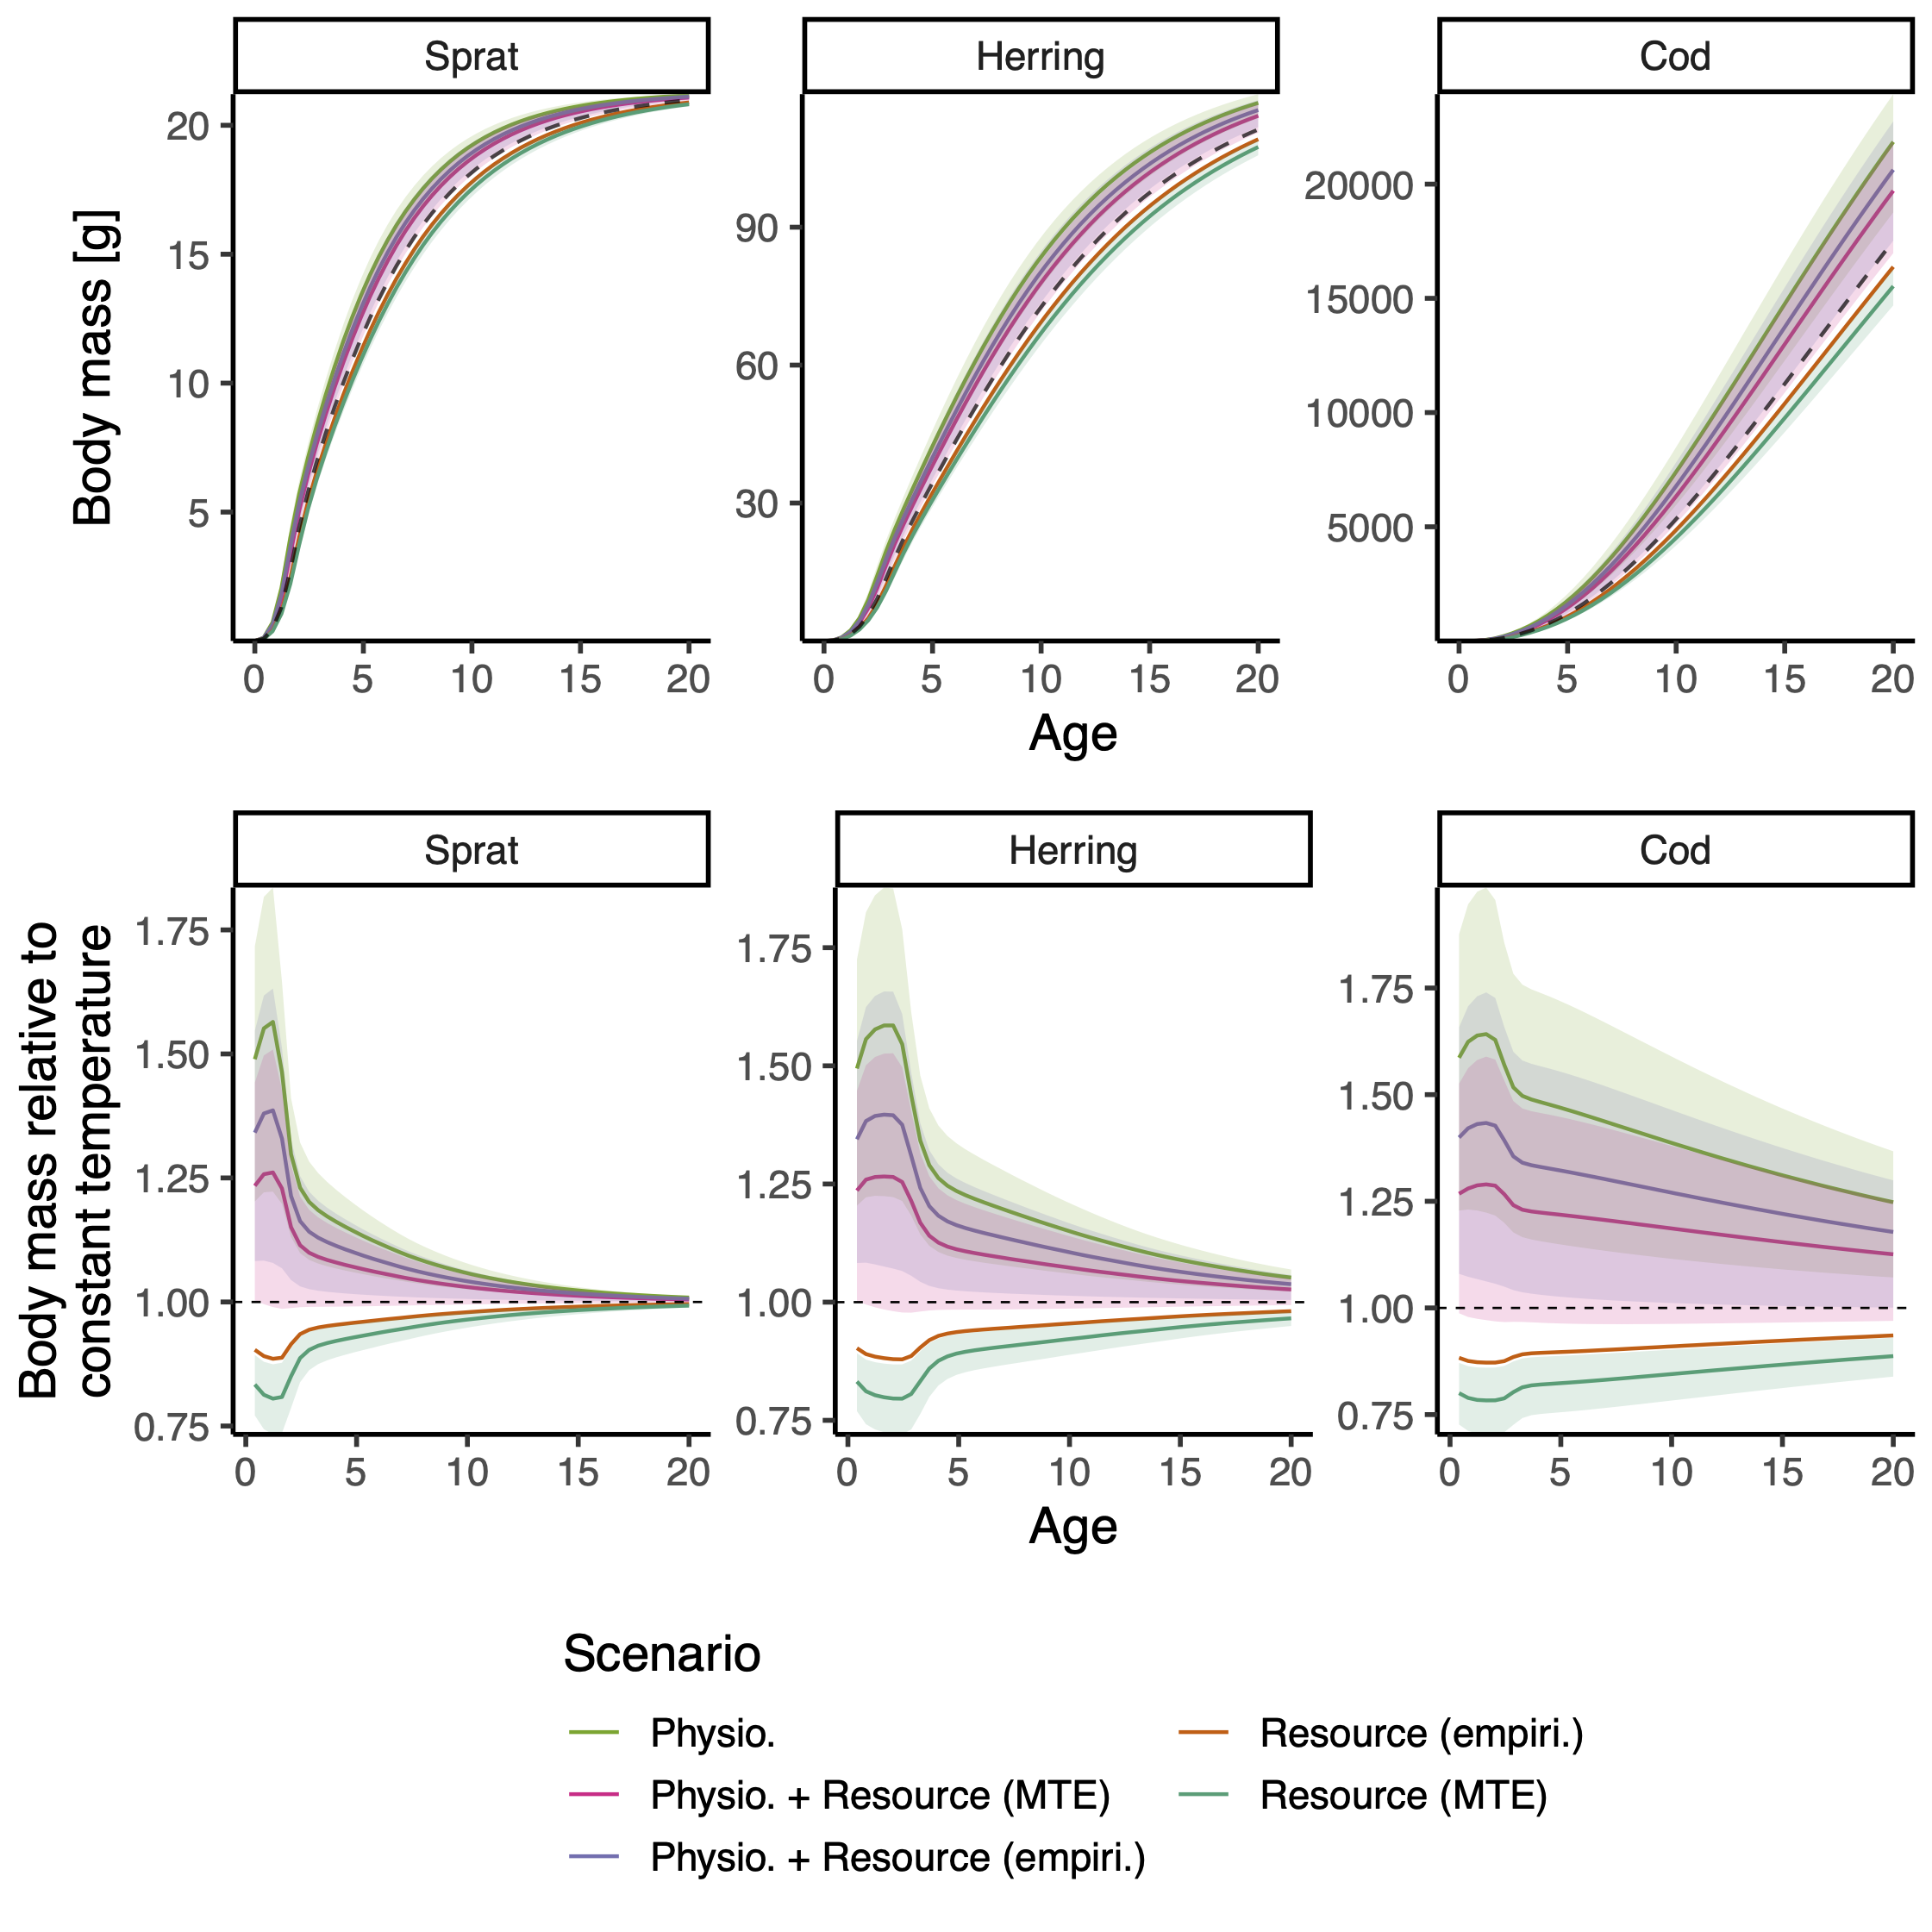 Sprat
Herring
Cod
Body mass [g]
20
15
10
5
90
60
30
20000
15000
10000
5000
0 5 10 15 20
0 5 10 15 20
0 5 10 15 20
Age
Sprat
Herring
Cod
Body mass relative to
constant temperature
1.75
1.50
1.25
1.00
0.75
1.75
1.50
1.25
1.00
0.75
1.75
1.50
1.25
1.00
0.75
0 5 10 15 20
0 5 10 15 20
0 5 10 15 20
Age
Scenario
Physio.
Physio. + Resource (MTE)
Physio. + Resource (empiri.)
Resource (empiri.)
Resource (MTE)